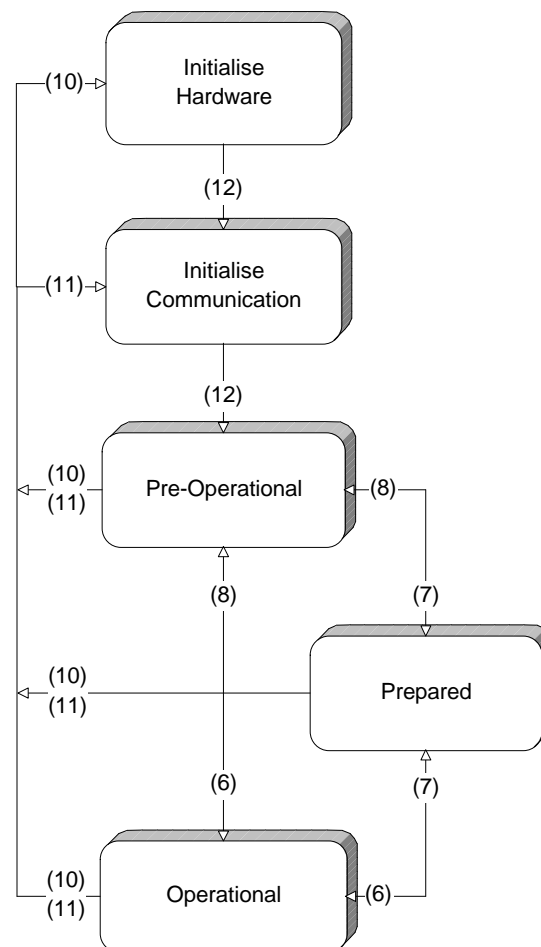 Initialise
Hardware
(10)
(12)
Initialise
Communication
(11)
(12)
Pre-Operational
(10)
(11)
(8)
(8)
(7)
Prepared
(10)
(11)
(6)
(7)
Operational
(10)
(11)
(6)